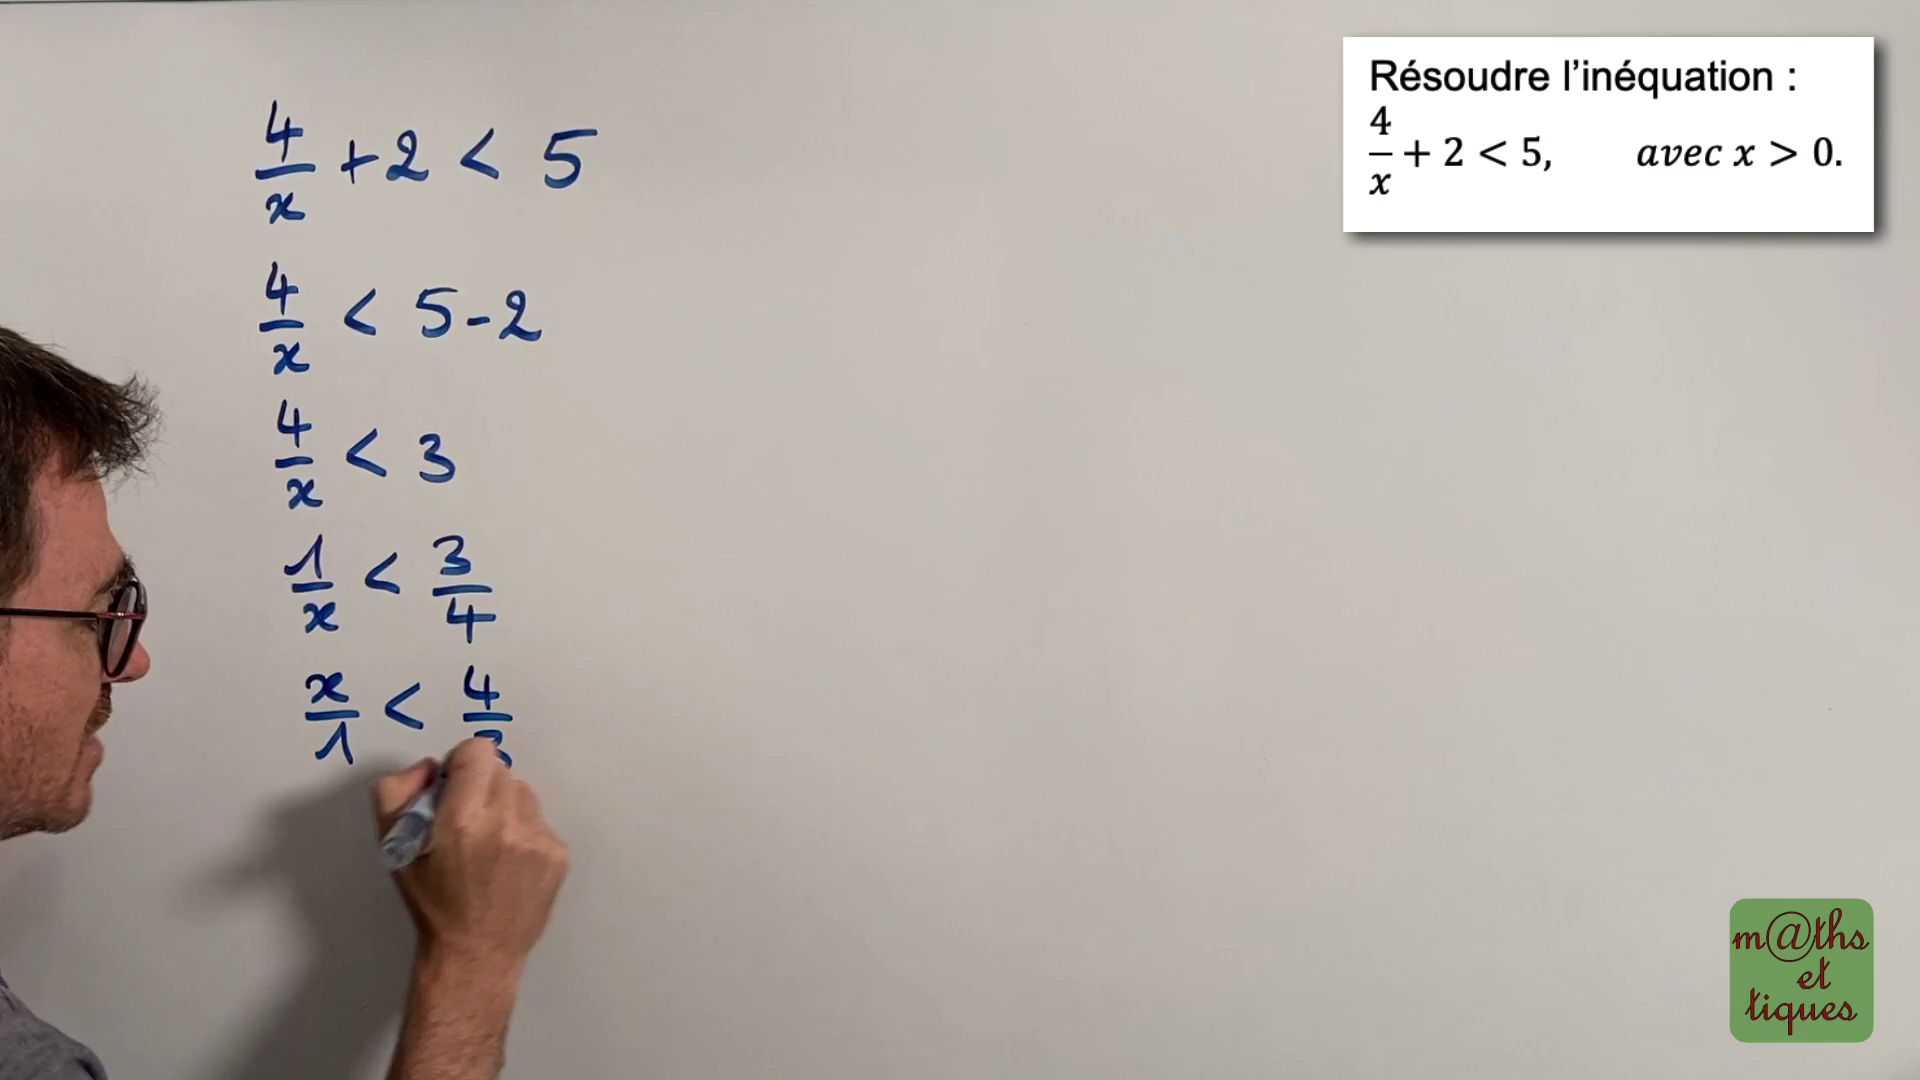 4/x + 2 < 5
4/x < 5 - 2
4/x < 3
1/x < 3/4
x/1 < 4/3
Résoudre l'inéquation :
4/x + 2 < 5, avec x > 0.
m@ths
et
tiques